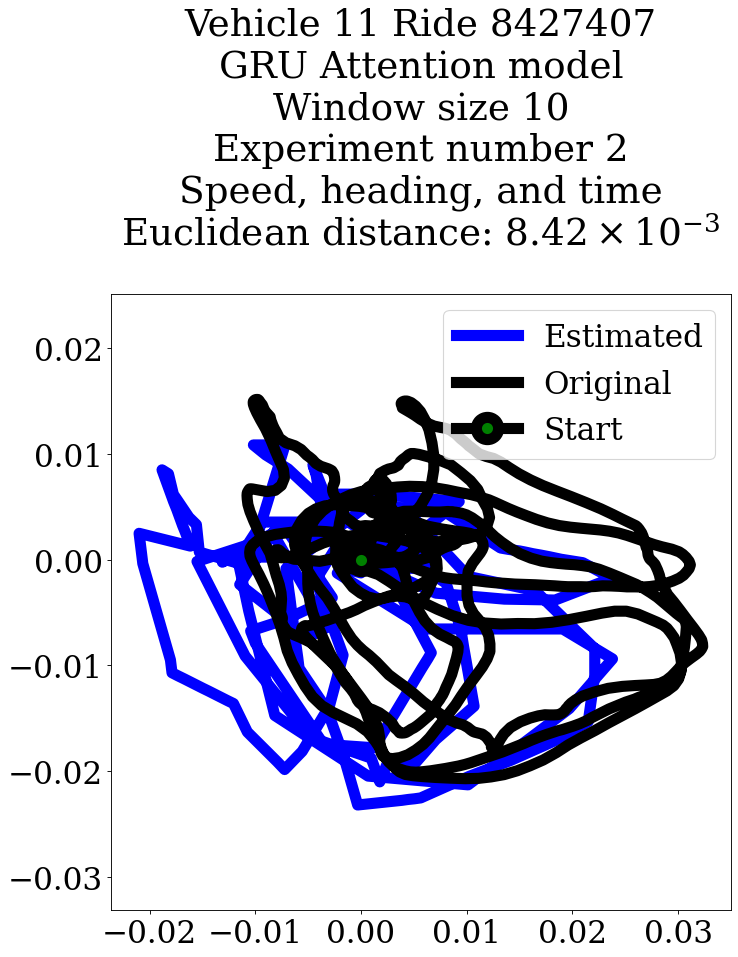 Vehicle 11 Ride 8427407
GRU Attention model
Window size 10
Experiment number 2
Speed, heading, and time
Euclidean distance: 8.42 × 10⁻³
Estimated
Original
Start
0.02
0.01
0.00
−0.01
−0.02
−0.03
−0.02 −0.01 0.00 0.01 0.02 0.03